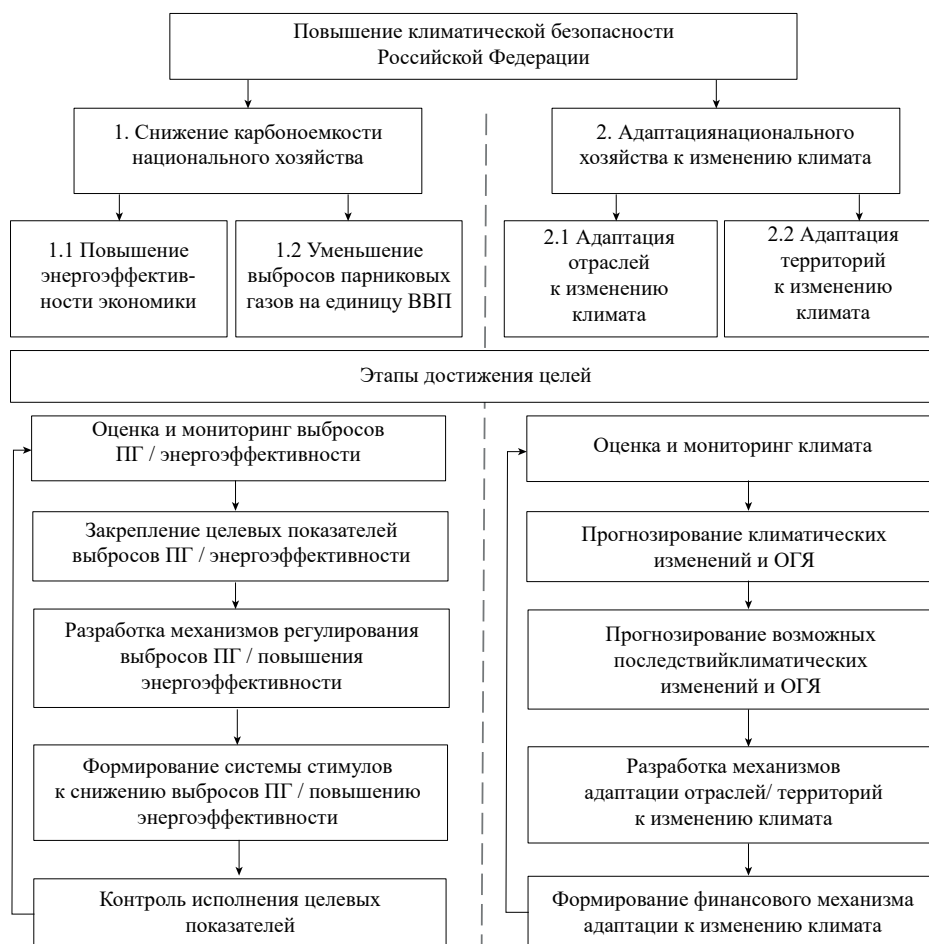 Повышение климатической безопасности
Российской Федерации
1. Снижение карбоноемкости
национального хозяйства
2. Адаптациянационального
хозяйства к изменению климата
1.1 Повышение
энергоэффектив-
ности экономики
1.2 Уменьшение
выбросов парниковых
газов на единицу ВВП
2.1 Адаптация
отраслей
к изменению
климата
2.2 Адаптация
территорий
к изменению
климата
Этапы достижения целей
Оценка и мониторинг выбросов
ПГ / энергоэффективности
Закрепление целевых показателей
выбросов ПГ / энергоэффективности
Разработка механизмов регулирования
выбросов ПГ / повышения
энергоэффективности
Формирование системы стимулов
к снижению выбросов ПГ / повышению
энергоэффективности
Контроль исполнения целевых
показателей
Оценка и мониторинг климата
Прогнозирование климатических
изменений и ОГЯ
Прогнозирование возможных
последствийклиматических
изменений и ОГЯ
Разработка механизмов
адаптации отраслей/ территорий
к изменению климата
Формирование финансового механизма
адаптации к изменению климата